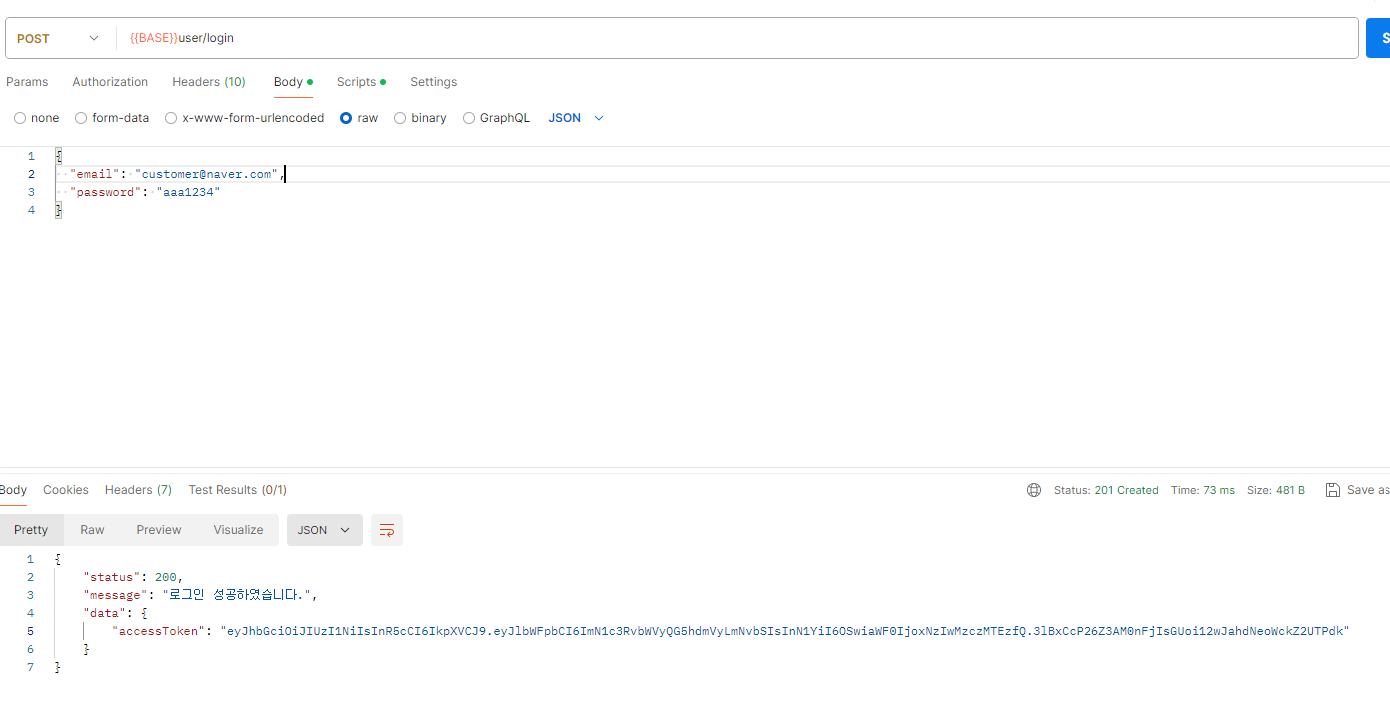 POST {{BASE}}user/login
Params Authorization Headers (10) Body Scripts Settings
none form-data x-www-form-urlencoded raw binary GraphQL JSON
1 {
2 "email": "customer@naver.com",
3 "password": "aaa1234"
4 }
Body Cookies Headers (7) Test Results (0/1) Status: 201 Created Time: 73 ms Size: 481 B Save as
Pretty Raw Preview Visualize JSON
1 {
2 "status": 200,
3 "message": "로그인 성공하였습니다.",
4 "data": {
5 "accessToken": "eyJhbGciOiJIUzI1NiIsInR5cCI6IkpXVCJ9.eyJlbWFpbCI6ImN1c3RvbWVyQG5hdmVyLmNvbSIsInN1YiI6OSwiaWF0IjoxNzIwMzczMTEzfQ.3lBxCcP26Z3AM0nFjIsGUoi12wJahdNeoWckZ2UTPdk"
6 }
7 }